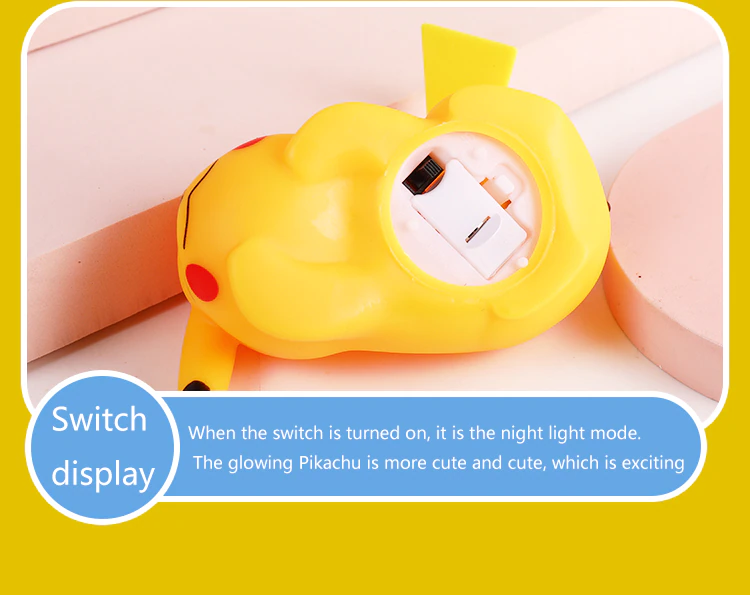 Switch
display
When the switch is turned on, it is the night light mode.
The glowing Pikachu is more cute and cute, which is exciting